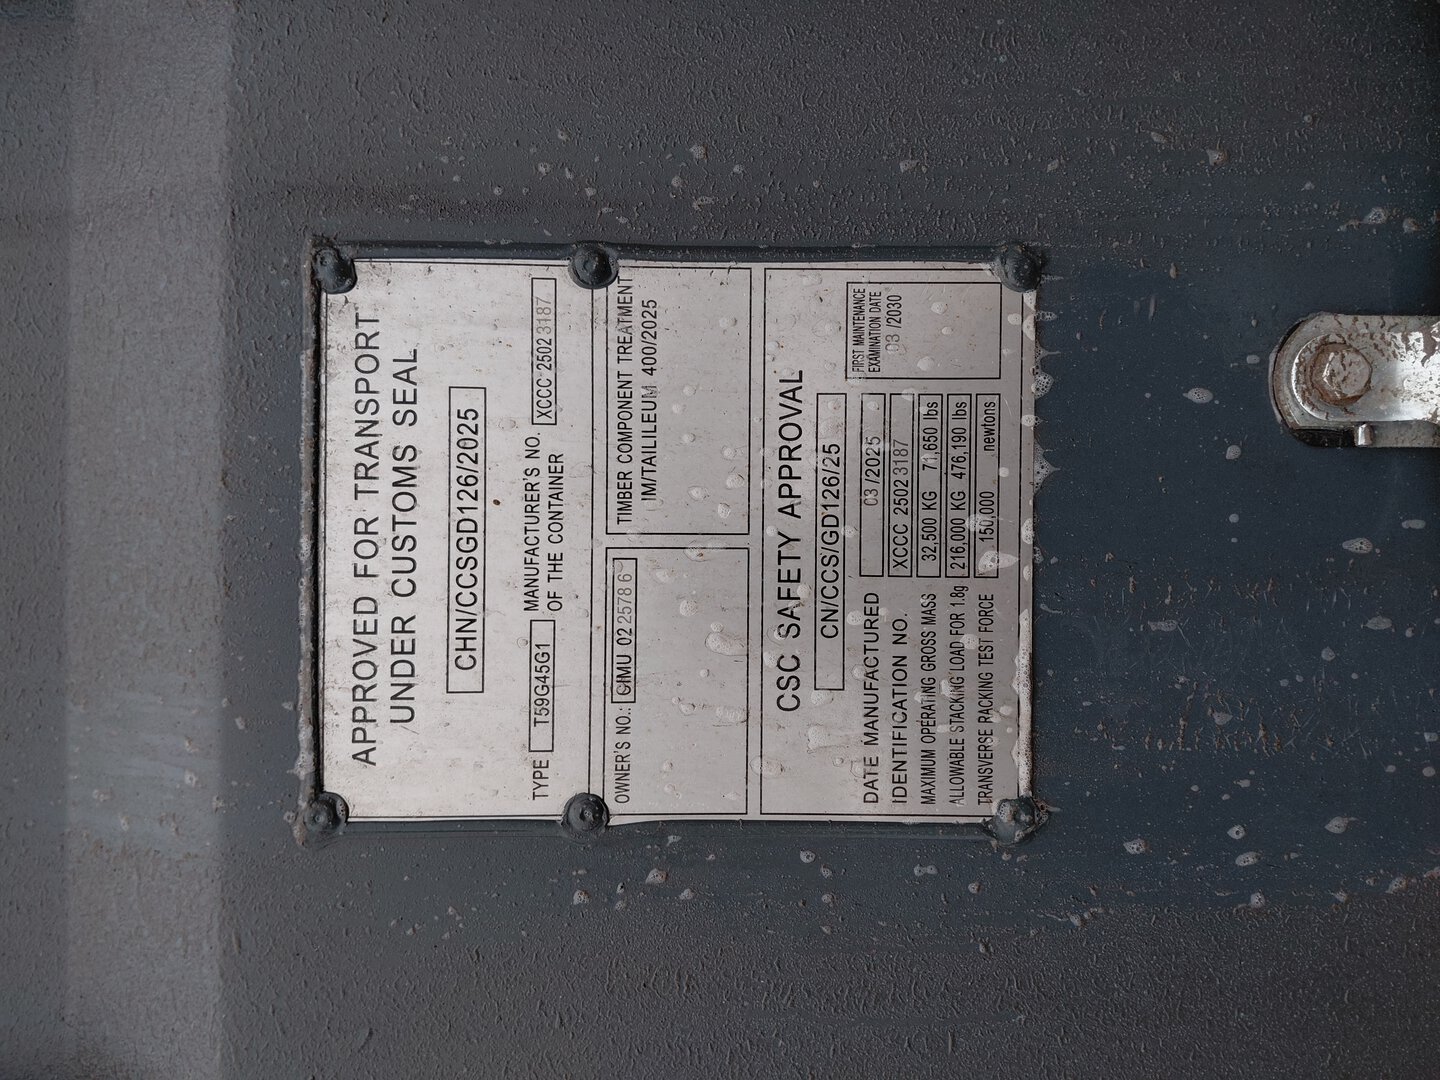 APPROVED FOR TRANSPORT
UNDER CUSTOMS SEAL
CHN/CCSGD126/2025
TYPE T59G45G1 MANUFACTURER'S NO.
OF THE CONTAINER XCCC 2502 3187
OWNER'S NO.: CIMU 022578 6
TIMBER COMPONENT TREATMENT
IM/TAILILEUM 400/2025
CSC SAFETY APPROVAL
CN/CCS/GD126/25
FIRST MAINTENANCE
EXAMINATION DATE
03 /2030
DATE MANUFACTURED 03 /2025
IDENTIFICATION NO. XCCC 2502 3187
MAXIMUM OPERATING GROSS MASS 32,500 KG 71,650 lbs
ALLOWABLE STACKING LOAD FOR 1.8g 216,000 KG 476,190 lbs
TRANSVERSE RACKING TEST FORCE 150,000 newtons